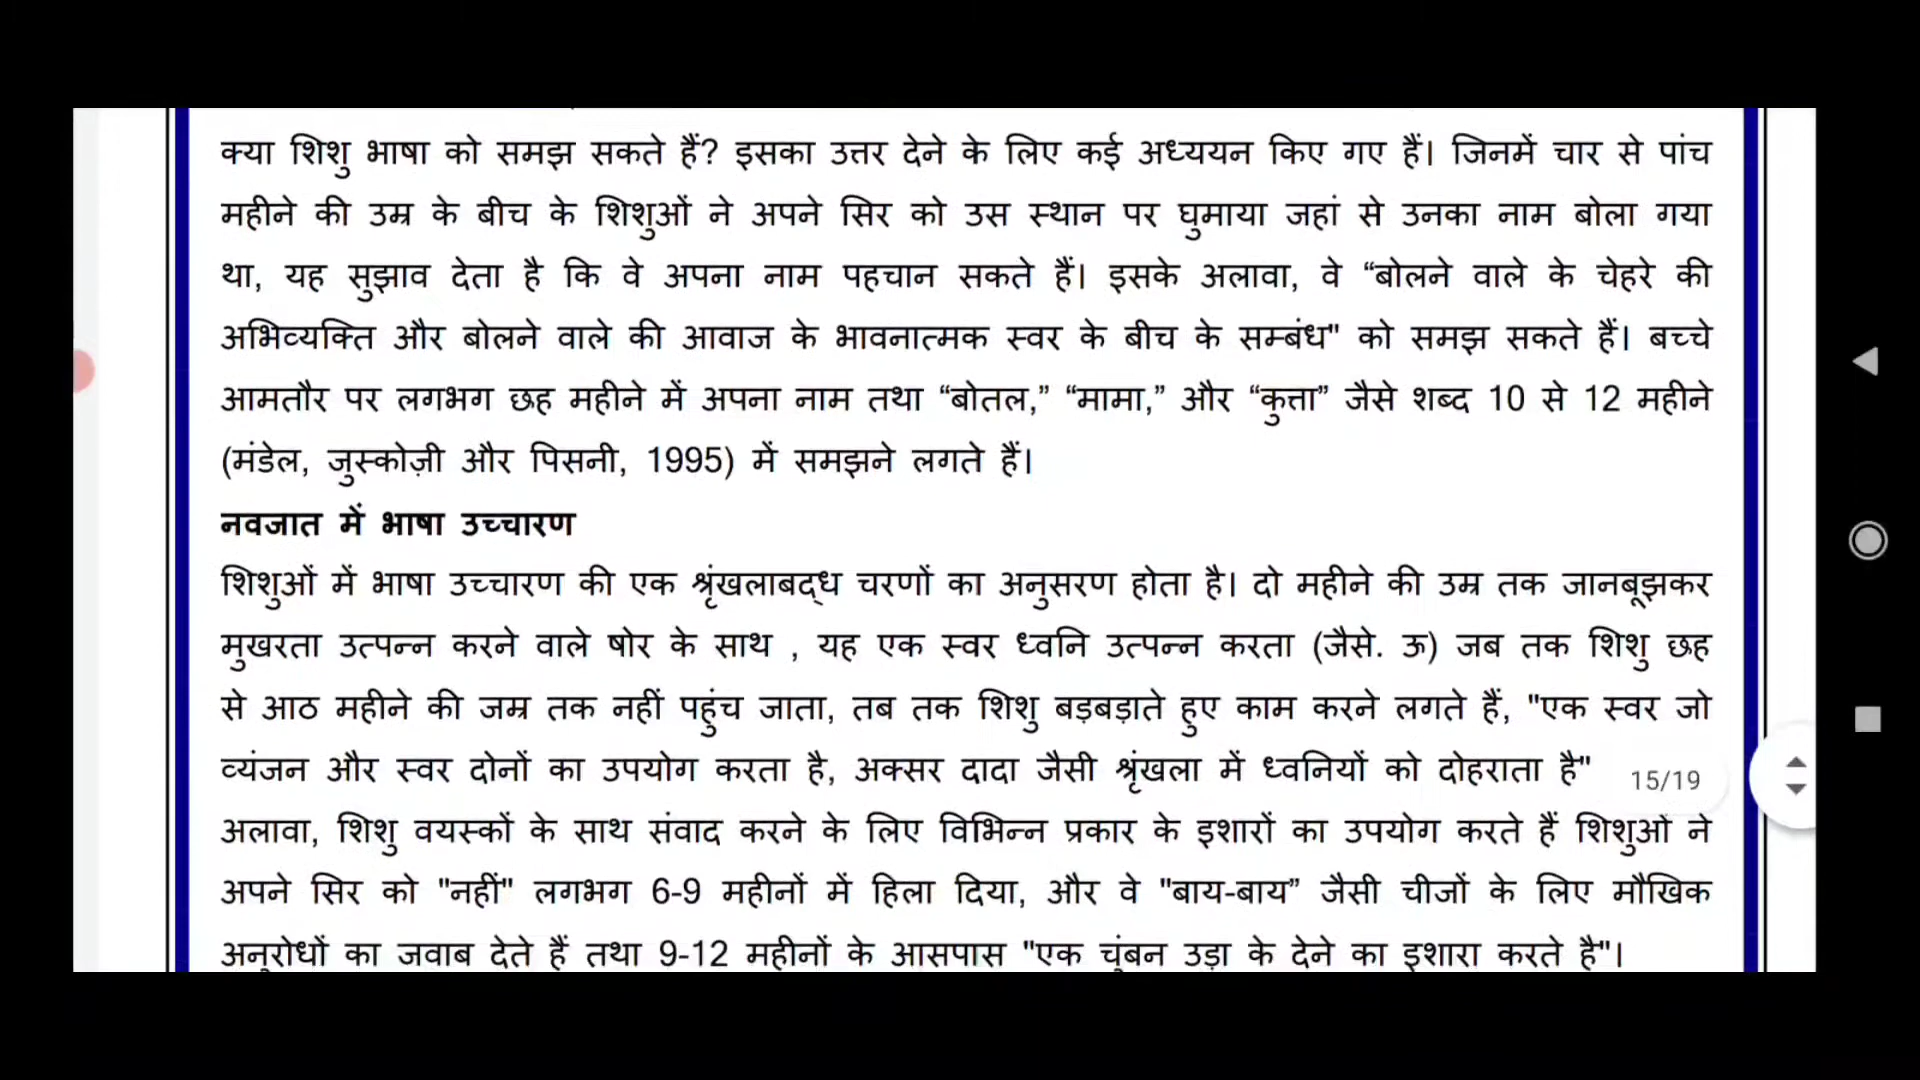 क्या शिशु भाषा को समझ सकते हैं? इसका उत्तर देने के लिए कई अध्ययन किए गए हैं। जिनमें चार से पांच
महीने की उम्र के बीच के शिशुओं ने अपने सिर को उस स्थान पर घुमाया जहां से उनका नाम बोला गया
था, यह सुझाव देता है कि वे अपना नाम पहचान सकते हैं। इसके अलावा, वे “बोलने वाले के चेहरे की
अभिव्यक्ति और बोलने वाले की आवाज के भावनात्मक स्वर के बीच के सम्बंध" को समझ सकते हैं। बच्चे
आमतौर पर लगभग छह महीने में अपना नाम तथा “बोतल,” “मामा,” और “कुत्ता” जैसे शब्द 10 से 12 महीने
(मंडेल, जुस्कोज़ी और पिसनी, 1995) में समझने लगते हैं।
नवजात में भाषा उच्चारण
शिशुओं में भाषा उच्चारण की एक श्रृंखलाबद्ध चरणों का अनुसरण होता है। दो महीने की उम्र तक जानबूझकर
मुखरता उत्पन्न करने वाले षोर के साथ , यह एक स्वर ध्वनि उत्पन्न करता (जैसे. ऊ) जब तक शिशु छह
से आठ महीने की जम्र तक नहीं पहुंच जाता, तब तक शिशु बड़बड़ाते हुए काम करने लगते हैं, "एक स्वर जो
व्यंजन और स्वर दोनों का उपयोग करता है, अक्सर दादा जैसी श्रृंखला में ध्वनियों को दोहराता है"
15/19
अलावा, शिशु वयस्कों के साथ संवाद करने के लिए विभिन्न प्रकार के इशारों का उपयोग करते हैं शिशुओं ने
अपने सिर को "नहीं" लगभग 6-9 महीनों में हिला दिया, और वे "बाय-बाय” जैसी चीजों के लिए मौखिक
अनुरोधों का जवाब देते हैं तथा 9-12 महीनों के आसपास "एक चुंबन उड़ा के देने का इशारा करते है"।